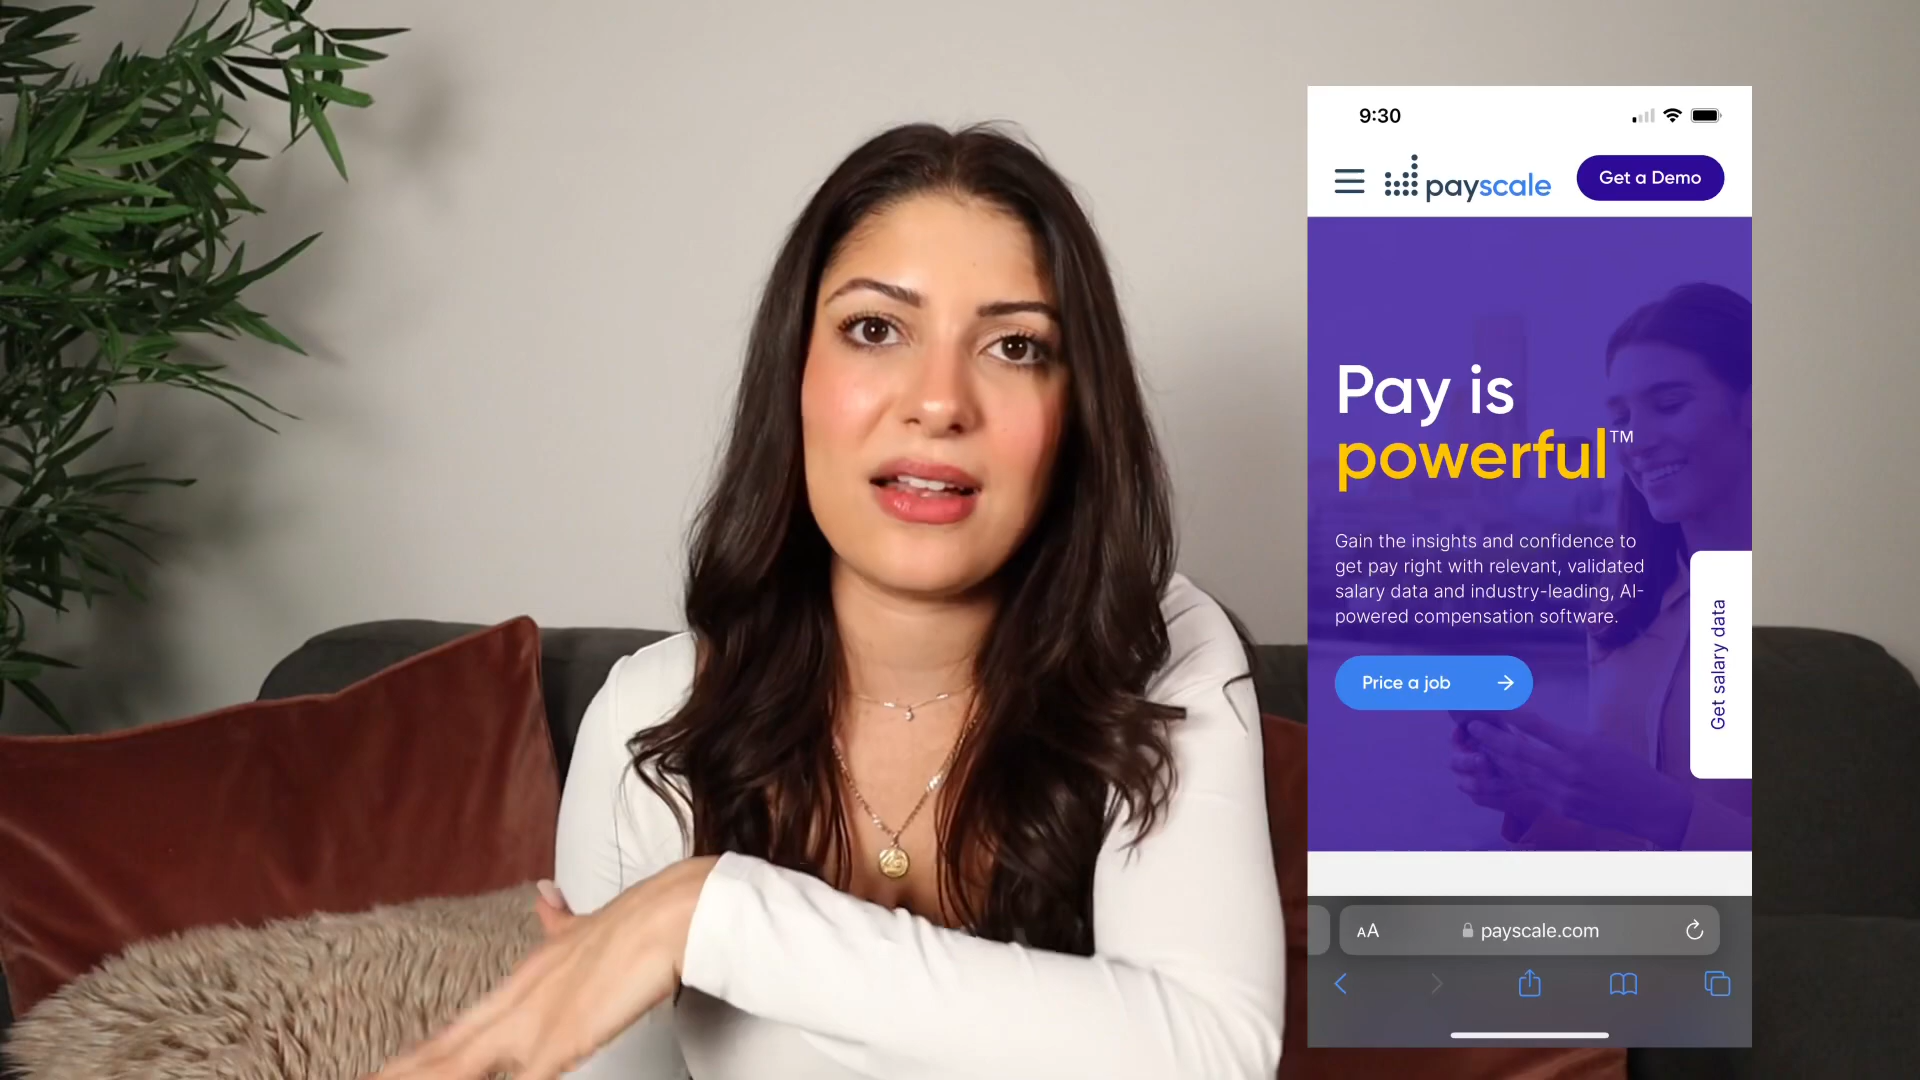 9:30
payscale
Get a Demo
Pay is
powerful™
Gain the insights and confidence to
get pay right with relevant, validated
salary data and industry-leading, AI-
powered compensation software.
Price a job
Get salary data
AA
payscale.com